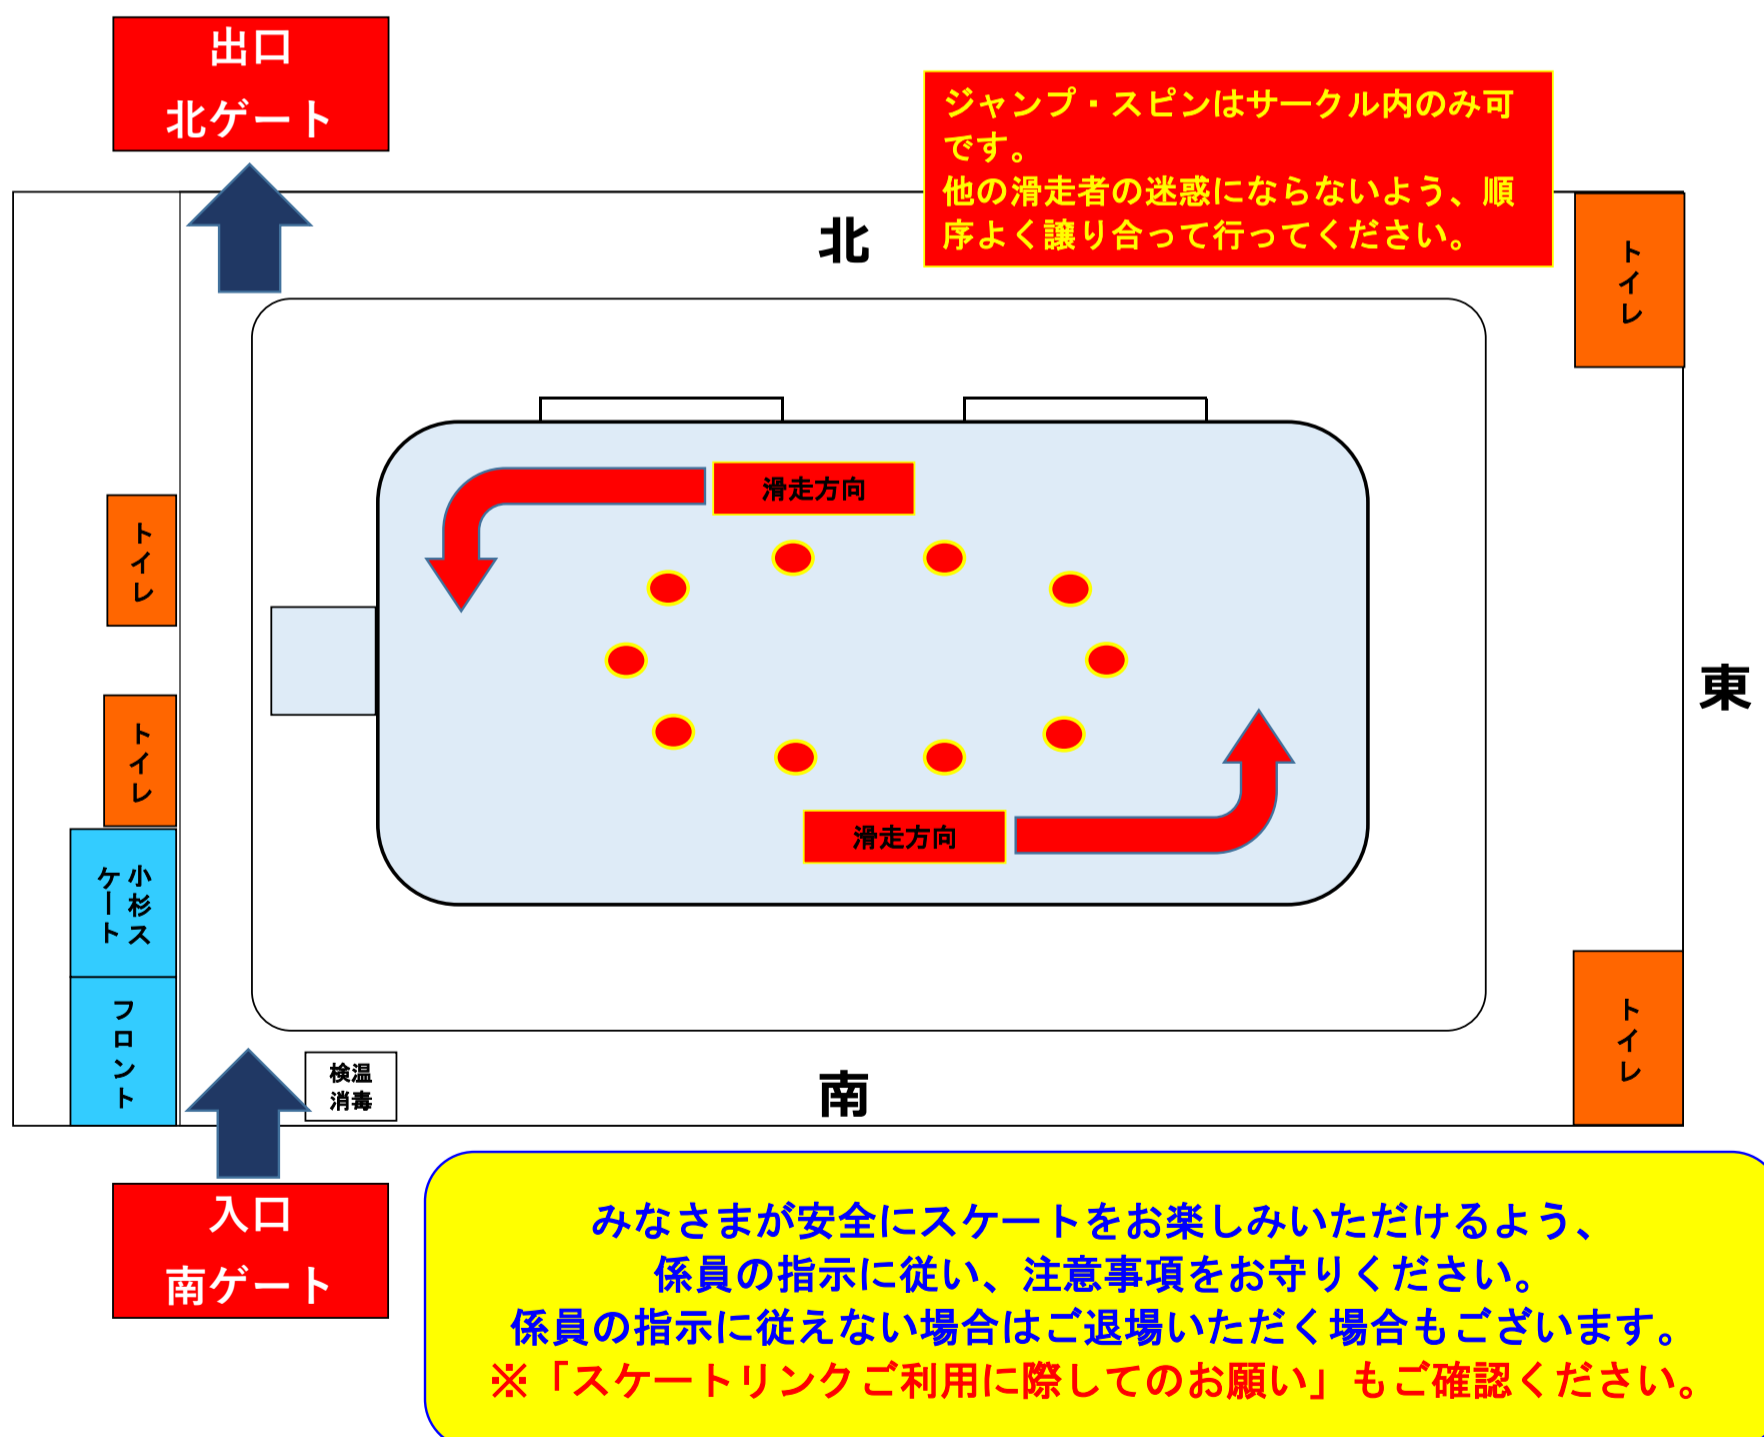 出口
北ゲート
ジャンプ・スピンはサークル内のみ可
です。
他の滑走者の迷惑にならないよう、順
序よく譲り合って行ってください。
北
トイレ
滑走方向
トイレ
東
トイレ
滑走方向
小杉ス
ケート
フロント
トイレ
検温
消毒
南
入口
南ゲート
みなさまが安全にスケートをお楽しみいただけるよう、
係員の指示に従い、注意事項をお守りください。
係員の指示に従えない場合はご退場いただく場合もございます。
※「スケートリンクご利用に際してのお願い」もご確認ください。